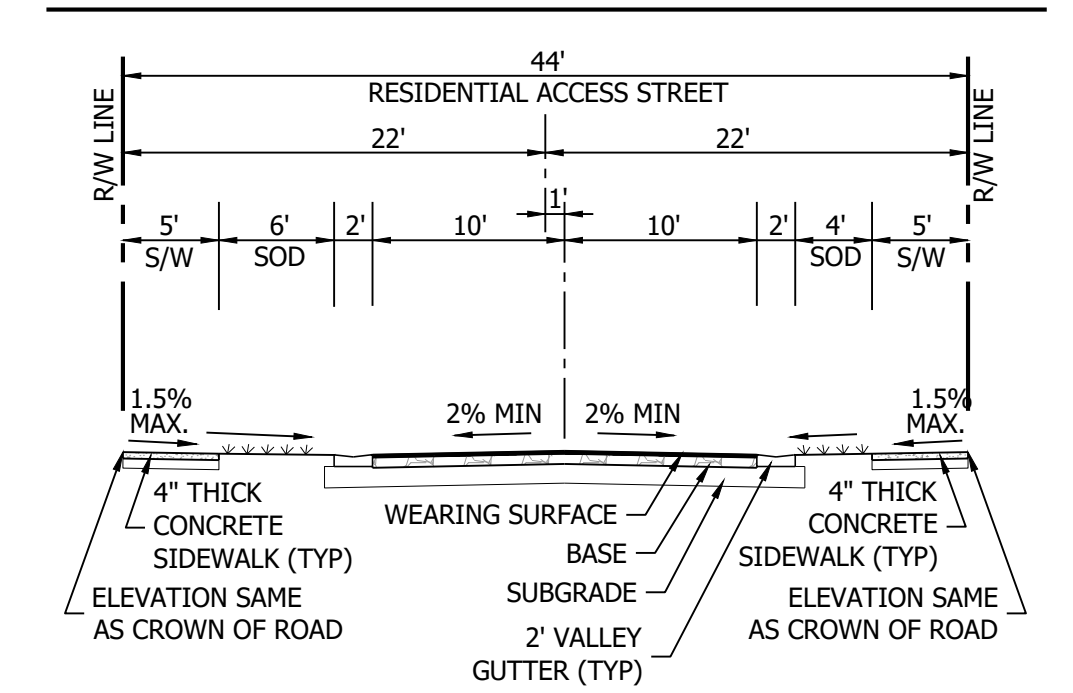 44'
RESIDENTIAL ACCESS STREET
R/W LINE
R/W LINE
22'
22'
1'
5'
6'
2'
10'
10'
2'
4'
5'
S/W
SOD
SOD
S/W
1.5%
MAX.
2% MIN
2% MIN
1.5%
MAX.
4" THICK
CONCRETE
SIDEWALK (TYP)
ELEVATION SAME
AS CROWN OF ROAD
WEARING SURFACE
BASE
SUBGRADE
2' VALLEY
GUTTER (TYP)
4" THICK
CONCRETE
SIDEWALK (TYP)
ELEVATION SAME
AS CROWN OF ROAD